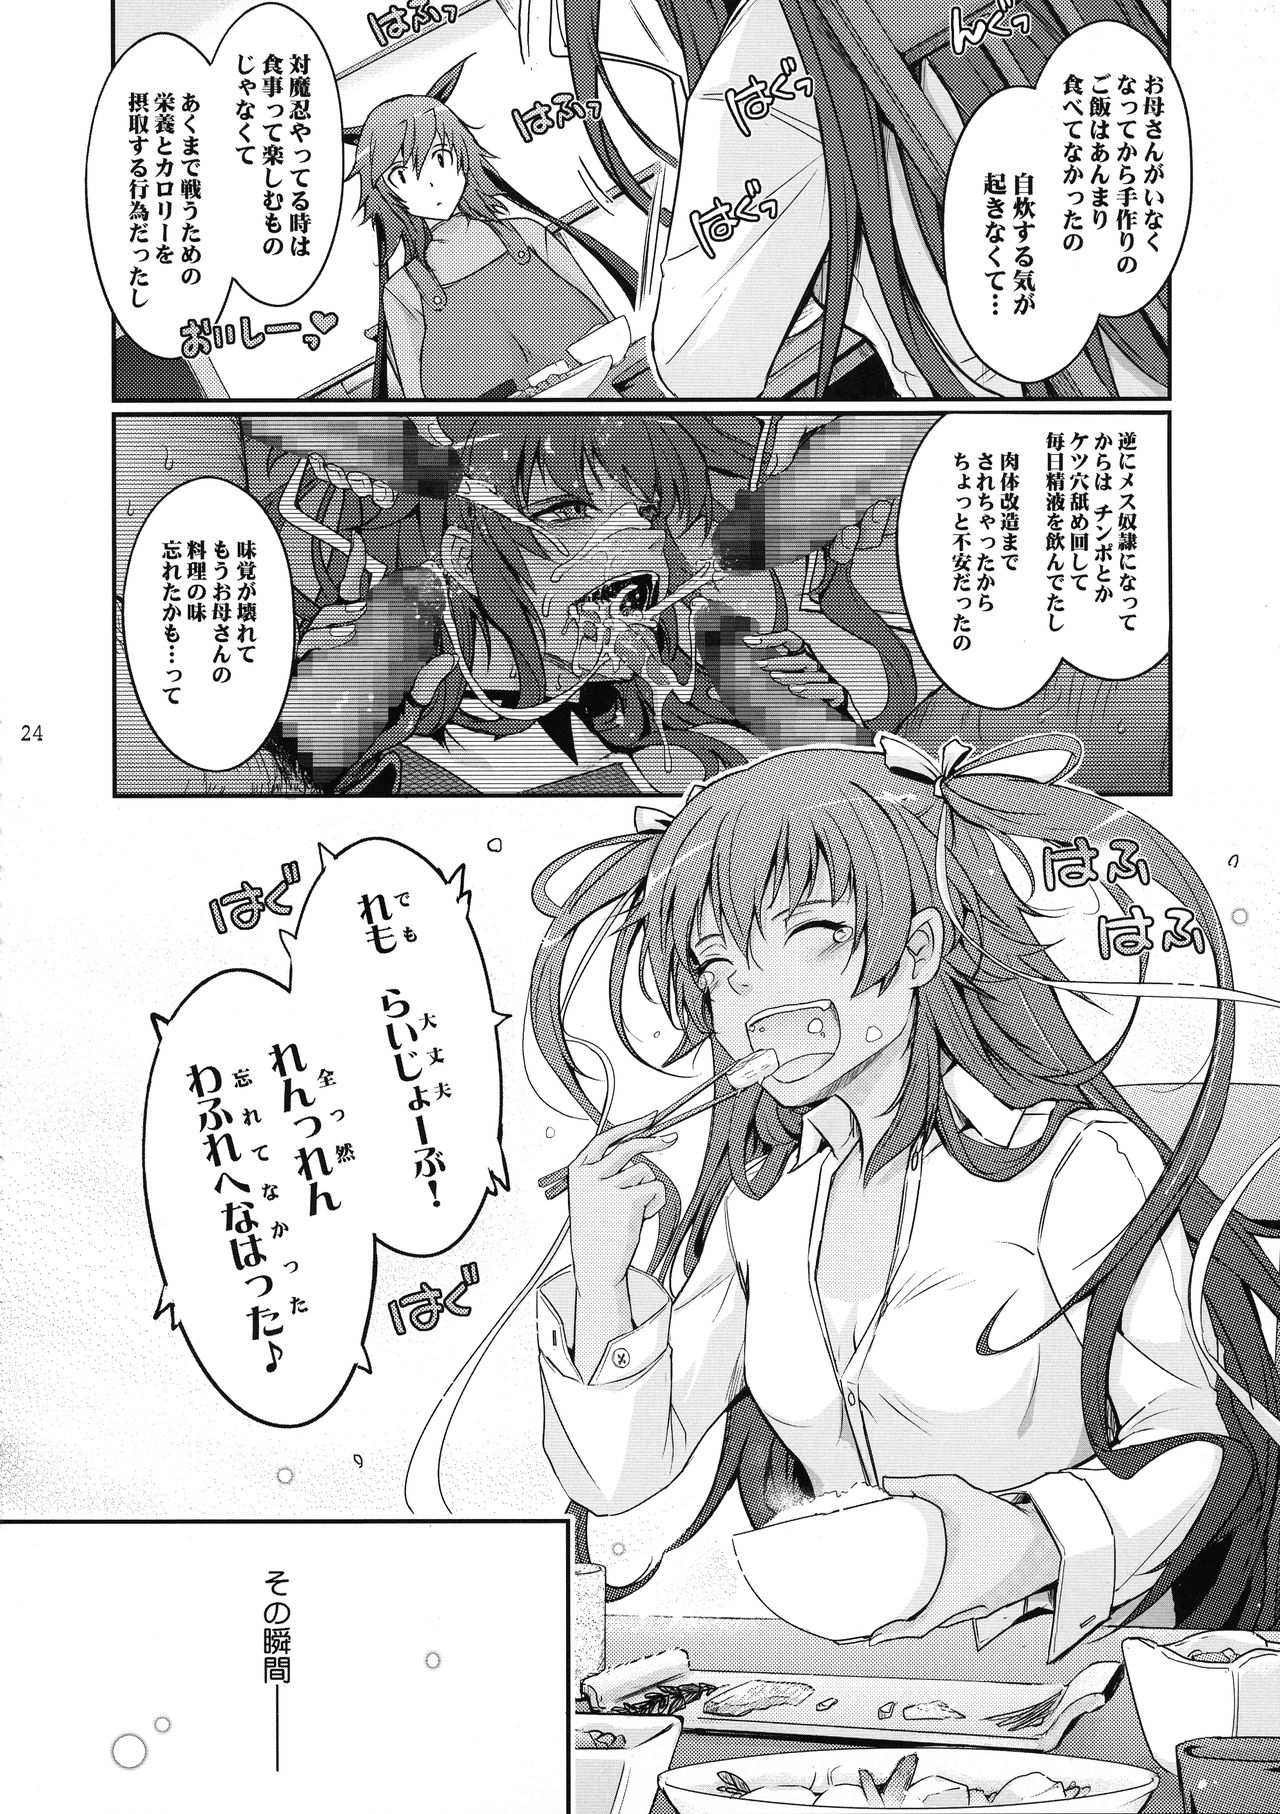 お母さんがいなく
なってから手作りの
ご飯はあんまり
食べてなかったの
自炊する気が
起きなくて…
んぐっ
はぐっ
はぐっ
はふっ
はふっ
対魔忍やってる時は
食事って楽しむもの
じゃなくて
あくまで戦うための
栄養とカロリーを
摂取する行為だったし
おいしーっ♡
逆にメス奴隷になって
からは チンポとか
ケツ穴舐め回して
毎日精液を飲んでたし
肉体改造まで
されちゃったから
ちょっと不安だったの
味覚が壊れて
もうお母さんの
料理の味
忘れたかも…って
はふ
はふ
はぐ
れも
でも
らいじょーぶ！
大丈夫
れんっれん
全っ然
わふれへなはった♪
忘れてなかった
はぐ
その瞬間――
24